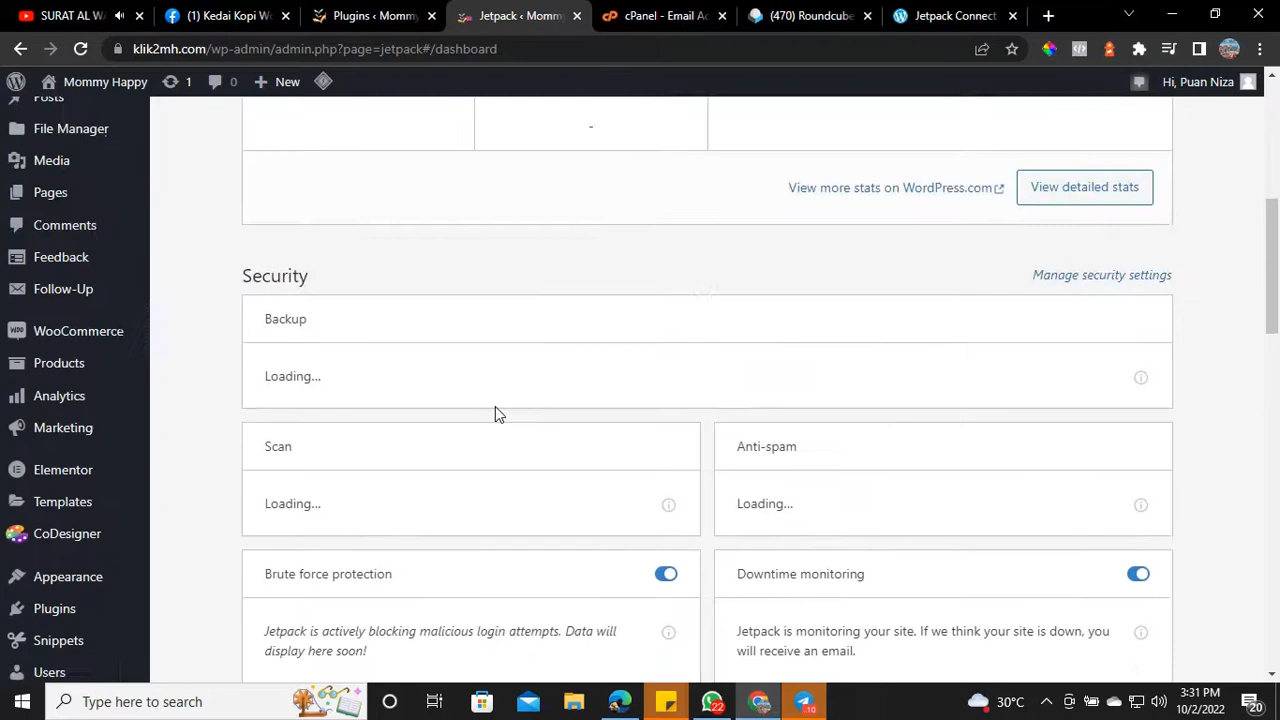 SURAT AL W
(1) Kedai Kopi Wo
Plugins ‹ Mommy
Jetpack ‹ Mommy
cPanel - Email Ac
(470) Roundcube
Jetpack Connect
klik2mh.com/wp-admin/admin.php?page=jetpack#/dashboard
Mommy Happy
1
0
New
Hi, Puan Niza
Posts
File Manager
Media
Pages
Comments
Feedback
Follow-Up
WooCommerce
Products
Analytics
Marketing
Elementor
Templates
CoDesigner
Appearance
Plugins
Snippets
Users
-
View more stats on WordPress.com
View detailed stats
Security
Manage security settings
Backup
Loading...
Scan
Anti-spam
Loading...
Loading...
Brute force protection
Downtime monitoring
Jetpack is actively blocking malicious login attempts. Data will
display here soon!
Jetpack is monitoring your site. If we think your site is down, you
will receive an email.
Type here to search
22
10
30°C
3:31 PM
10/2/2022
20